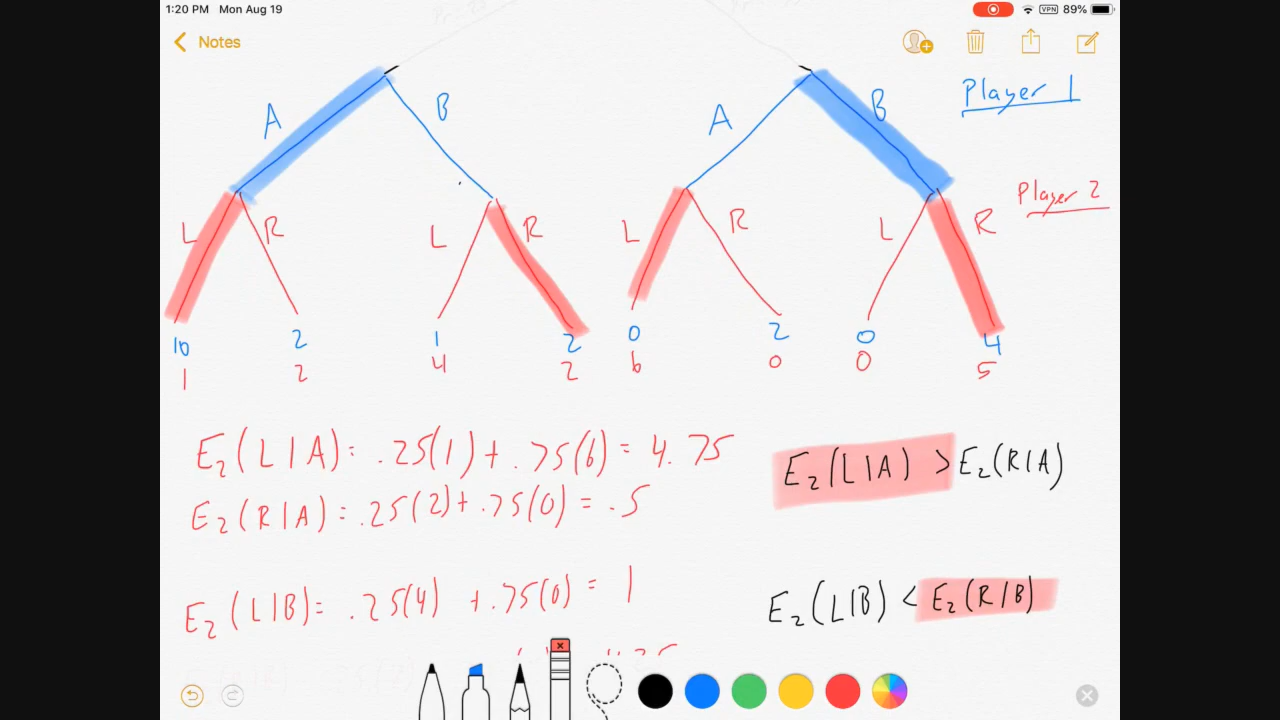 1:20 PM Mon Aug 19
VPN 89%
Notes
Player 1
A B A B
Player 2
L R L R L R L R
10 2 1 2 0 2 0 4
1 2 4 2 6 0 0 5
E2(L|A)= .25(1)+.75(6)=4.75
E2(L|A) > E2(R|A)
E2(R|A)=.25(2)+.75(0)=.5
E2(L|B)= .25(4) +.75(0)= 1
E2(L|B) < E2(R|B)